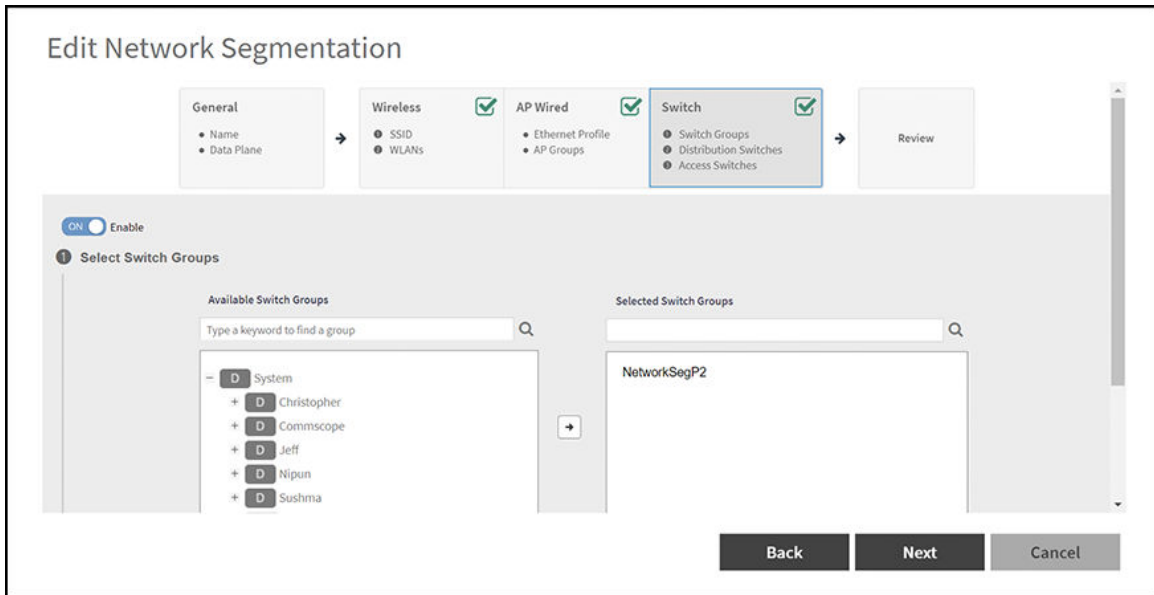 Edit Network Segmentation
General
• Name
• Data Plane
Wireless
1 SSID
2 WLANs
AP Wired
• Ethernet Profile
• AP Groups
Switch
1 Switch Groups
2 Distribution Switches
3 Access Switches
Review
ON Enable
1 Select Switch Groups
Available Switch Groups
Type a keyword to find a group
− D System
+ D Christopher
+ D Commscope
+ D Jeff
+ D Nipun
+ D Sushma
Selected Switch Groups
NetworkSegP2
Back Next Cancel